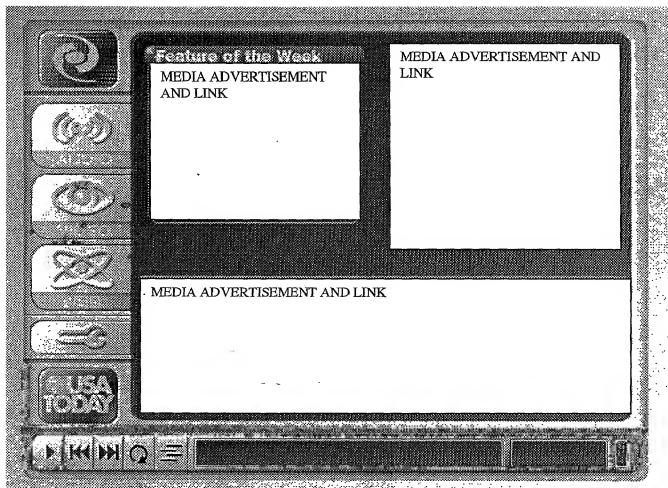 *Feature of the Week
MEDIA ADVERTISEMENT
AND LINK
MEDIA ADVERTISEMENT AND
LINK
MEDIA ADVERTISEMENT AND LINK
USA
TODAY